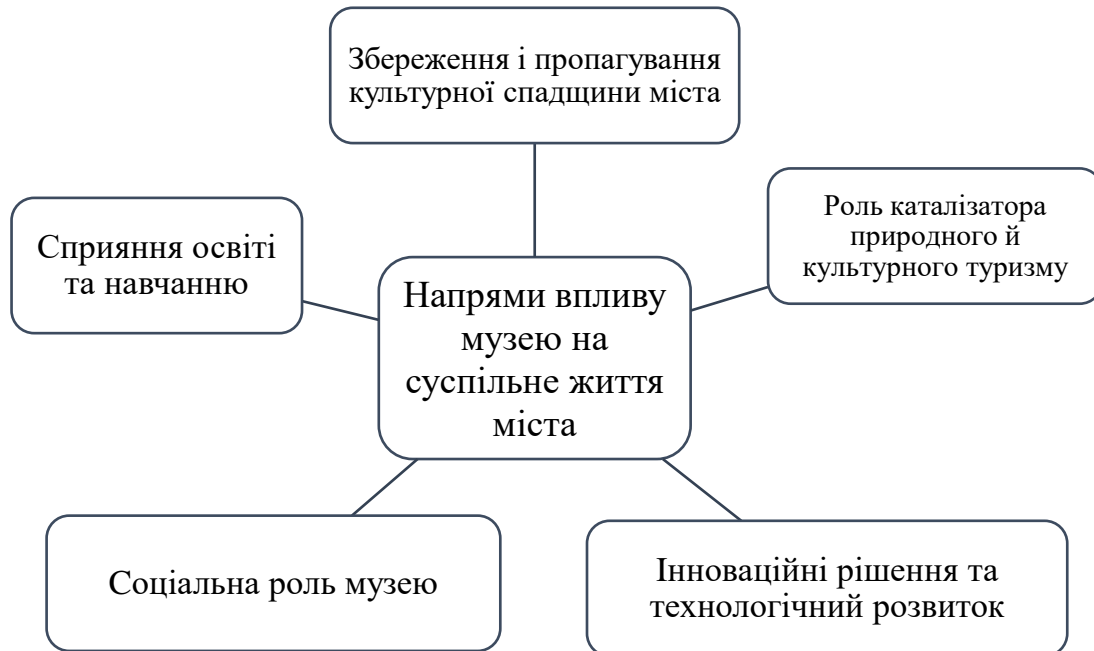 Збереження і пропагування
культурної спадщини міста
Роль каталізатора
природного й
культурного туризму
Сприяння освіті
та навчанню
Напрями впливу
музею на
суспільне життя
міста
Соціальна роль музею
Інноваційні рішення та
технологічний розвиток